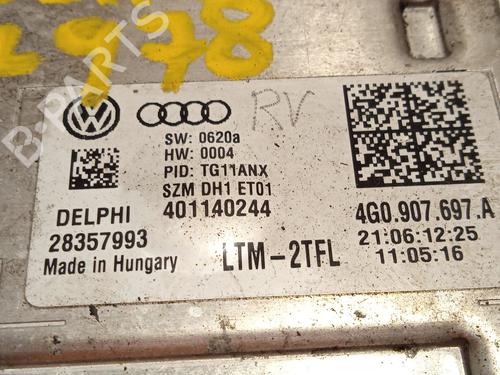 2978
B-PARTS
RV
SW: 0620a
HW: 0004
PID: TG11ANX
SZM DH1 ET01
DELPHI
401140244
4G0.907.697.A
28357993
21:06:12:25
Made in Hungary
LTM-2TFL
11:05:16